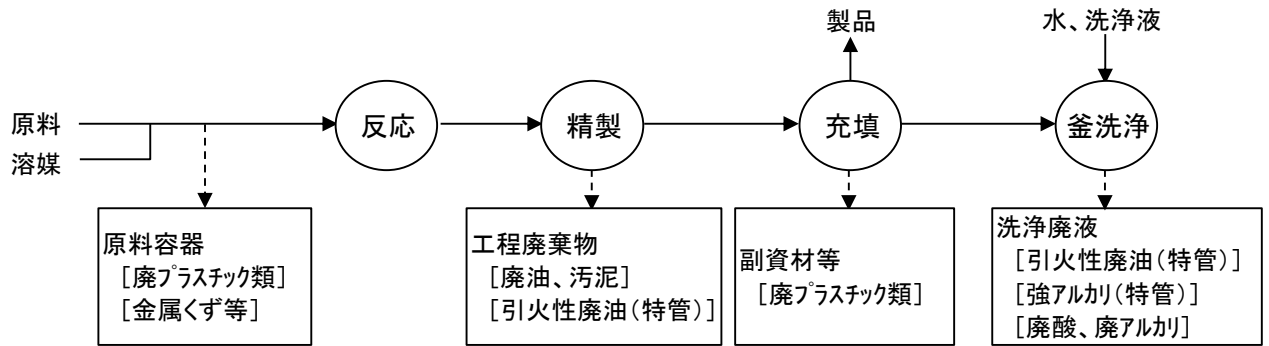 製品
水、洗浄液
原料
溶媒
反応
精製
充填
釜洗浄
原料容器
[廃プラスチック類]
[金属くず等]
工程廃棄物
[廃油、汚泥]
[引火性廃油(特管)]
副資材等
[廃プラスチック類]
洗浄廃液
[引火性廃油(特管)]
[強アルカリ(特管)]
[廃酸、廃アルカリ]